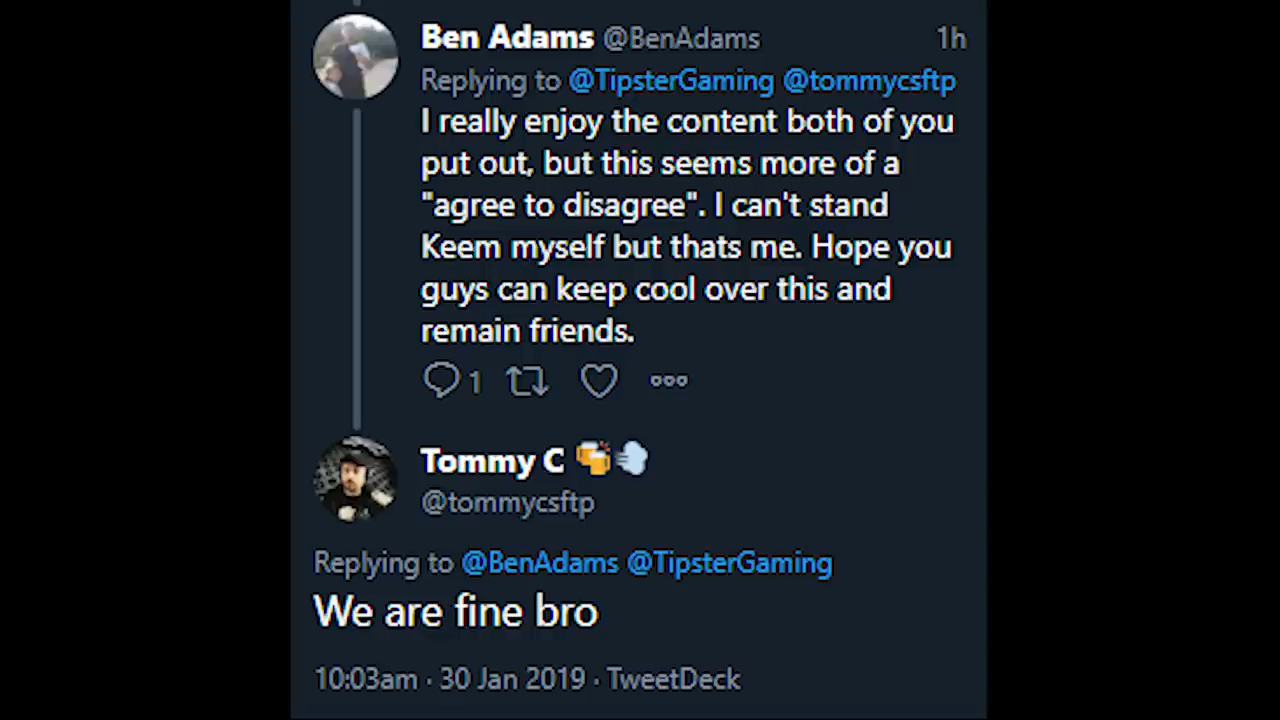 Ben Adams @BenAdams 1h
Replying to @TipsterGaming @tommycsftp
I really enjoy the content both of you
put out, but this seems more of a
"agree to disagree". I can't stand
Keem myself but thats me. Hope you
guys can keep cool over this and
remain friends.
1
Tommy C 🍻💨
@tommycsftp
Replying to @BenAdams @TipsterGaming
We are fine bro
10:03am · 30 Jan 2019 · TweetDeck